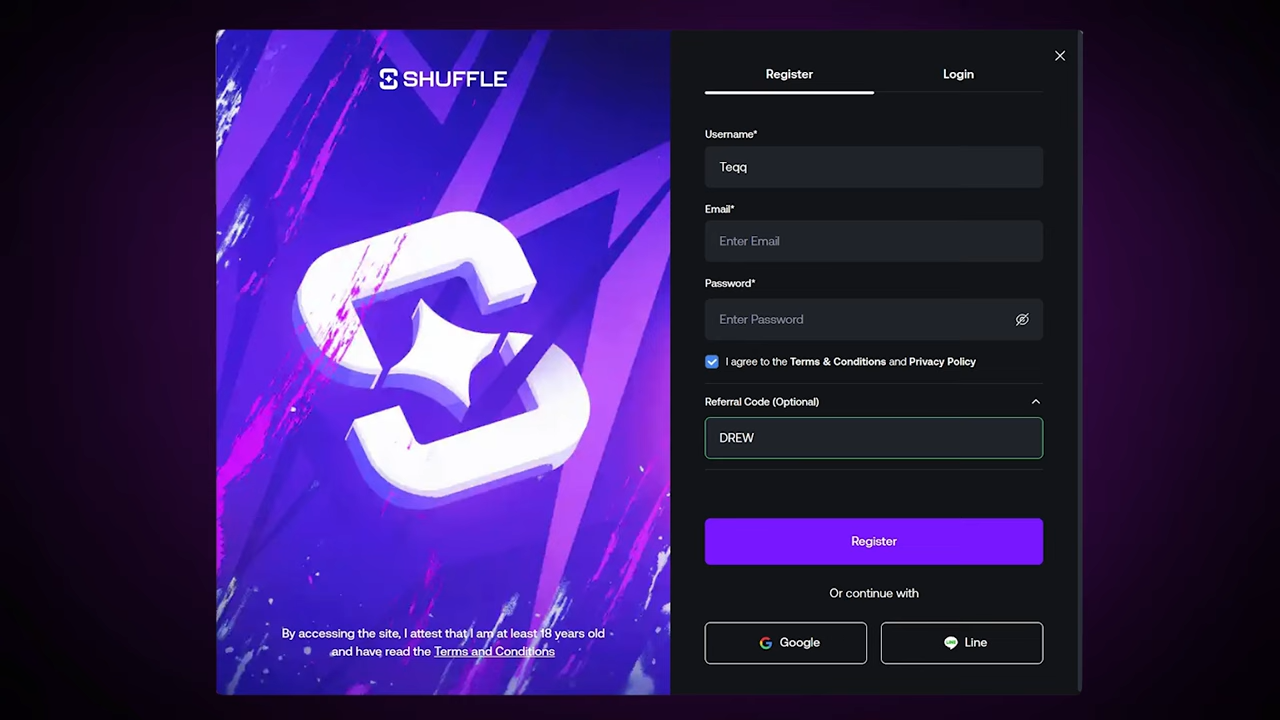 SHUFFLE
By accessing the site, I attest that I am at least 18 years old
and have read the Terms and Conditions
Register
Login
Username*
Teqq
Email*
Enter Email
Password*
Enter Password
I agree to the Terms & Conditions and Privacy Policy
Referral Code (Optional)
DREW
Register
Or continue with
Google
LINE Line